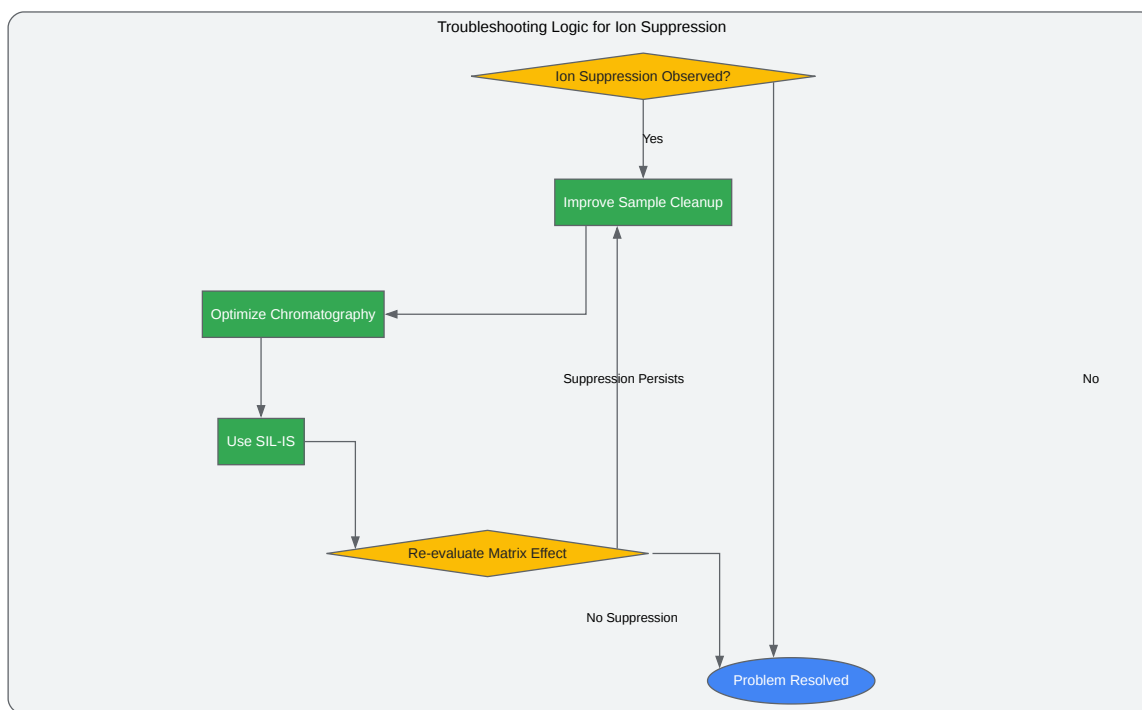 Troubleshooting Logic for Ion Suppression
Ion Suppression Observed?
Yes
Improve Sample Cleanup
Optimize Chromatography
Suppression Persists
No
Use SIL-IS
Re-evaluate Matrix Effect
No Suppression
Problem Resolved